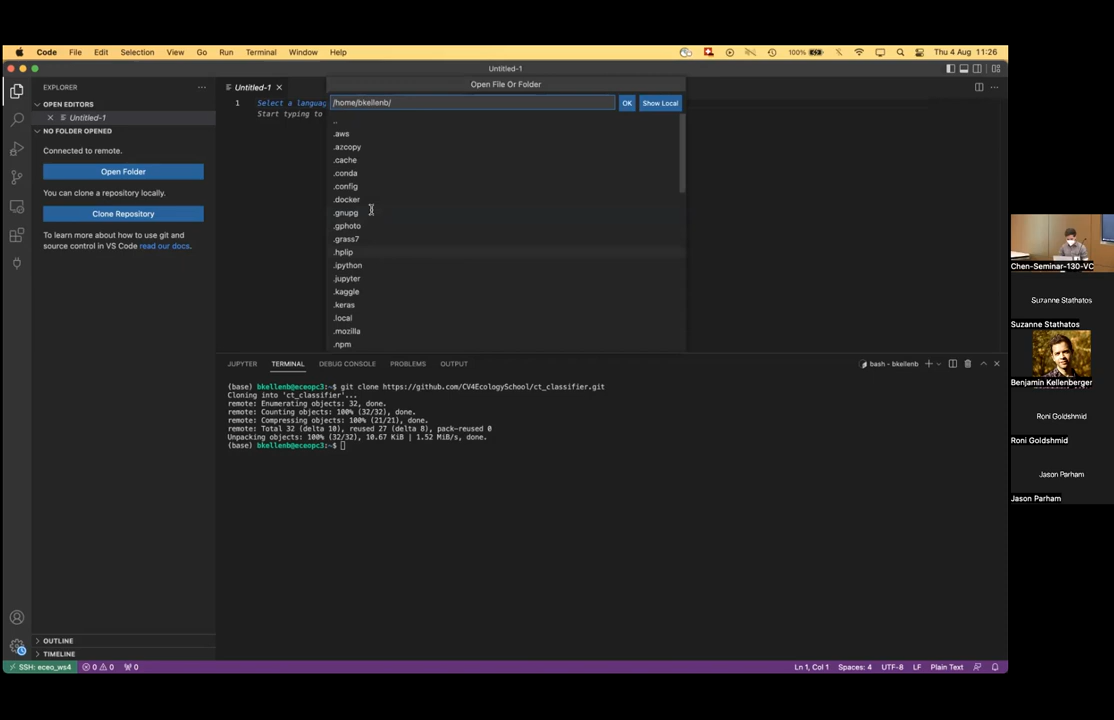 Code File Edit Selection View Go Run Terminal Window Help 100% Thu 4 Aug 11:26
Untitled-1
EXPLORER
Untitled-1
Open File Or Folder
OPEN EDITORS
1 Select a languag
/home/bkellenb/ OK Show Local
Untitled-1
Start typing to
..
NO FOLDER OPENED
.aws
Connected to remote.
.azcopy
.cache
Open Folder
.conda
You can clone a repository locally.
.config
.docker
Clone Repository
.gnupg
.gphoto
To learn more about how to use git and
source control in VS Code read our docs.
.grass7
.hplip
.ipython
.jupyter
.kaggle
.keras
.local
.mozilla
.npm
JUPYTER TERMINAL DEBUG CONSOLE PROBLEMS OUTPUT bash - bkellenb
(base) bkellenb@eceopc3:~$ git clone https://github.com/CV4EcologySchool/ct_classifier.git
Cloning into 'ct_classifier'...
remote: Enumerating objects: 32, done.
remote: Counting objects: 100% (32/32), done.
remote: Compressing objects: 100% (21/21), done.
remote: Total 32 (delta 10), reused 27 (delta 8), pack-reused 0
Unpacking objects: 100% (32/32), 10.67 KiB | 1.52 MiB/s, done.
(base) bkellenb@eceopc3:~$
OUTLINE
TIMELINE
SSH: eceo_ws4 0 0 0 Ln 1, Col 1 Spaces: 4 UTF-8 LF Plain Text
Chen-Seminar-130-VC
Suzanne Stathatos
Suzanne Stathatos
Benjamin Kellenberger
Roni Goldshmid
Roni Goldshmid
Jason Parham
Jason Parham